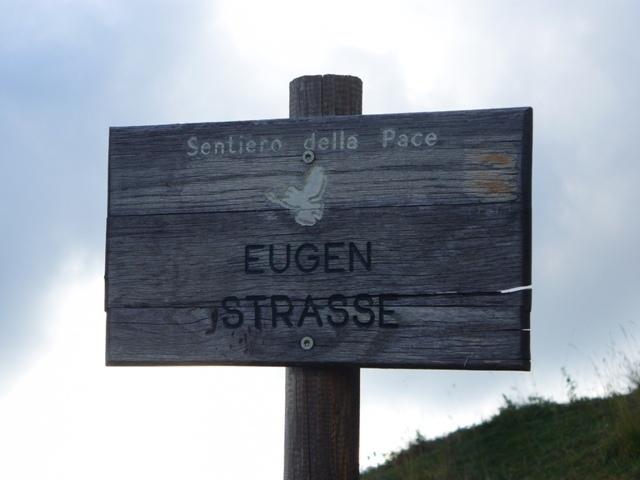 Sentiero della Pace
EUGEN
STRASSE